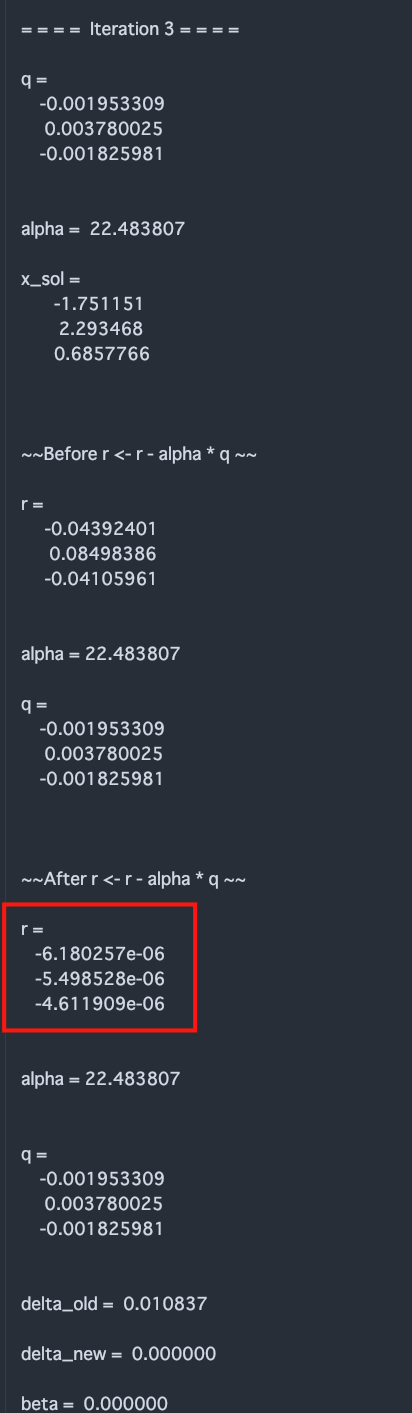 = = = = Iteration 3 = = = =
q =
-0.001953309
0.003780025
-0.001825981
alpha = 22.483807
x_sol =
-1.751151
2.293468
0.6857766
~~Before r <- r - alpha * q ~~
r =
-0.04392401
0.08498386
-0.04105961
alpha = 22.483807
q =
-0.001953309
0.003780025
-0.001825981
~~After r <- r - alpha * q ~~
r =
-6.180257e-06
-5.498528e-06
-4.611909e-06
alpha = 22.483807
q =
-0.001953309
0.003780025
-0.001825981
delta_old = 0.010837
delta_new = 0.000000
beta = 0.000000